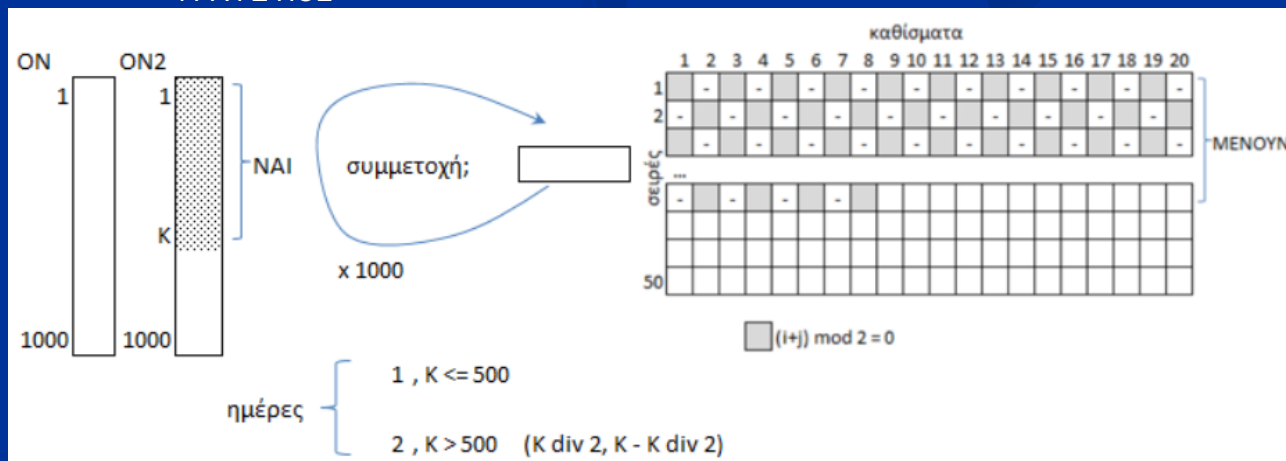 καθίσματα
ON ON2
1 2 3 4 5 6 7 8 9 10 11 12 13 14 15 16 17 18 19 20
1 1
1 - - - - - - - - - -
2 - - - - - - - - - -
- - - - - - - - - -
ΝΑΙ
συμμετοχή;
ΜΕΝΟΥΝ
σειρές
...
- - - -
K
x 1000
50
1000 1000
(i+j) mod 2 = 0
ημέρες
1 , K <= 500
2 , K > 500 (K div 2, K - K div 2)